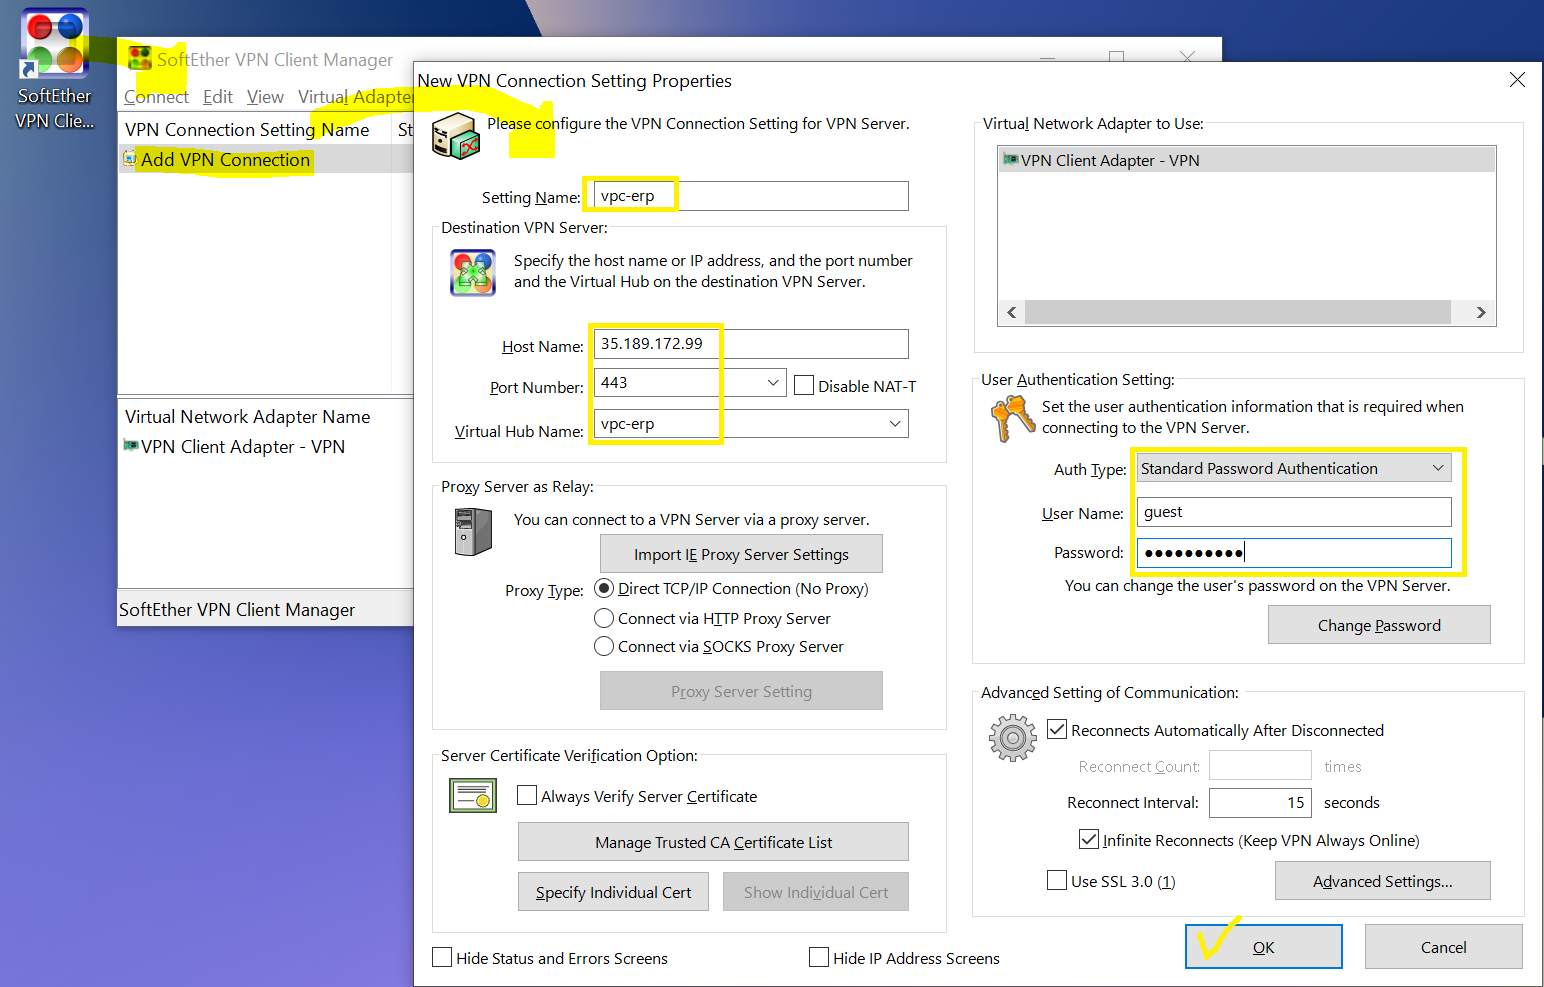 SoftEther
VPN Clie...
SoftEther VPN Client Manager
Connect Edit View Virtual Adapter
VPN Connection Setting Name St
Add VPN Connection
Virtual Network Adapter Name
VPN Client Adapter - VPN
SoftEther VPN Client Manager
New VPN Connection Setting Properties
Please configure the VPN Connection Setting for VPN Server.
Setting Name: vpc-erp
Destination VPN Server:
Specify the host name or IP address, and the port number
and the Virtual Hub on the destination VPN Server.
Host Name: 35.189.172.99
Port Number: 443 Disable NAT-T
Virtual Hub Name: vpc-erp
Proxy Server as Relay:
You can connect to a VPN Server via a proxy server.
Import IE Proxy Server Settings
Proxy Type: Direct TCP/IP Connection (No Proxy)
Connect via HTTP Proxy Server
Connect via SOCKS Proxy Server
Proxy Server Setting
Server Certificate Verification Option:
Always Verify Server Certificate
Manage Trusted CA Certificate List
Specify Individual Cert Show Individual Cert
Hide Status and Errors Screens Hide IP Address Screens
Virtual Network Adapter to Use:
VPN Client Adapter - VPN
User Authentication Setting:
Set the user authentication information that is required when
connecting to the VPN Server.
Auth Type: Standard Password Authentication
User Name: guest
Password: ●●●●●●●●●●
You can change the user's password on the VPN Server.
Change Password
Advanced Setting of Communication:
Reconnects Automatically After Disconnected
Reconnect Count: times
Reconnect Interval: 15 seconds
Infinite Reconnects (Keep VPN Always Online)
Use SSL 3.0 (1) Advanced Settings...
OK Cancel